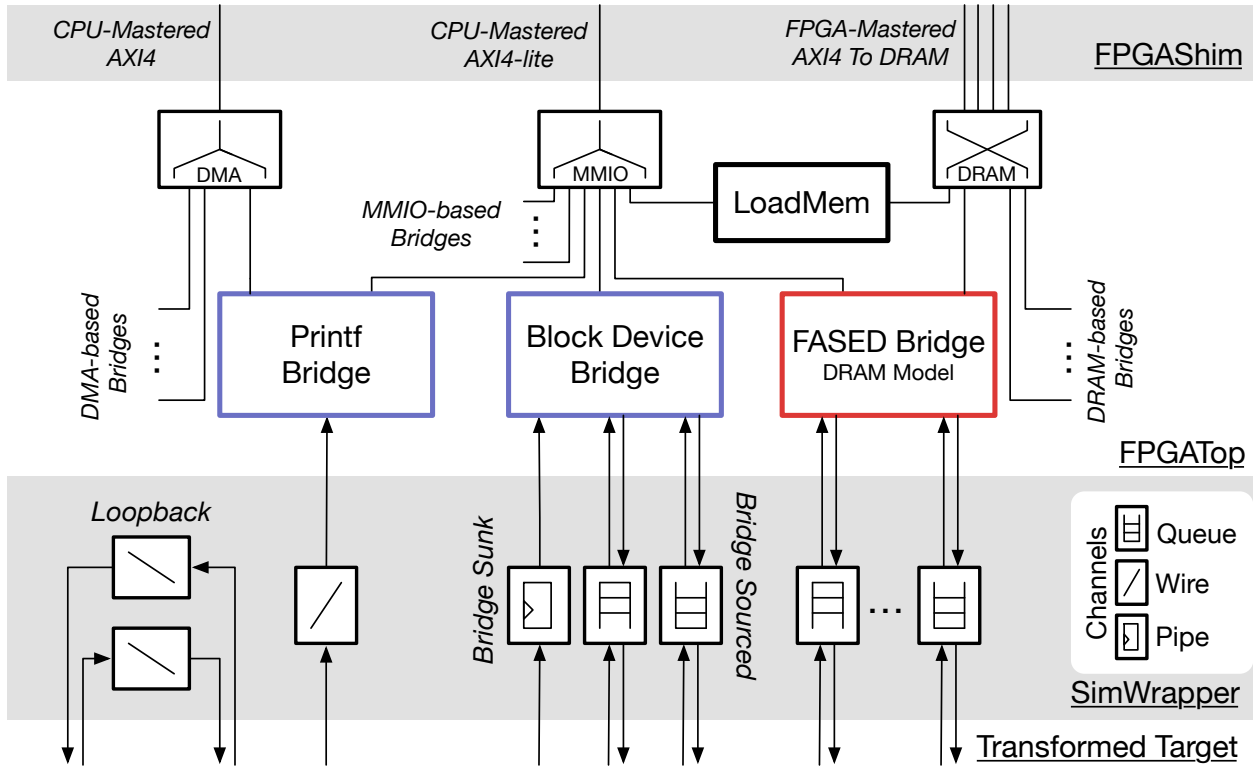 CPU-Mastered
AXI4
CPU-Mastered
AXI4-lite
FPGA-Mastered
AXI4 To DRAM
FPGAShim
DMA
MMIO
DRAM
MMIO-based
Bridges
LoadMem
DMA-based
Bridges
Printf
Bridge
Block Device
Bridge
FASED Bridge
DRAM Model
DRAM-based
Bridges
FPGATop
Loopback
Bridge Sunk
Bridge Sourced
Channels
Queue
Wire
Pipe
SimWrapper
Transformed Target